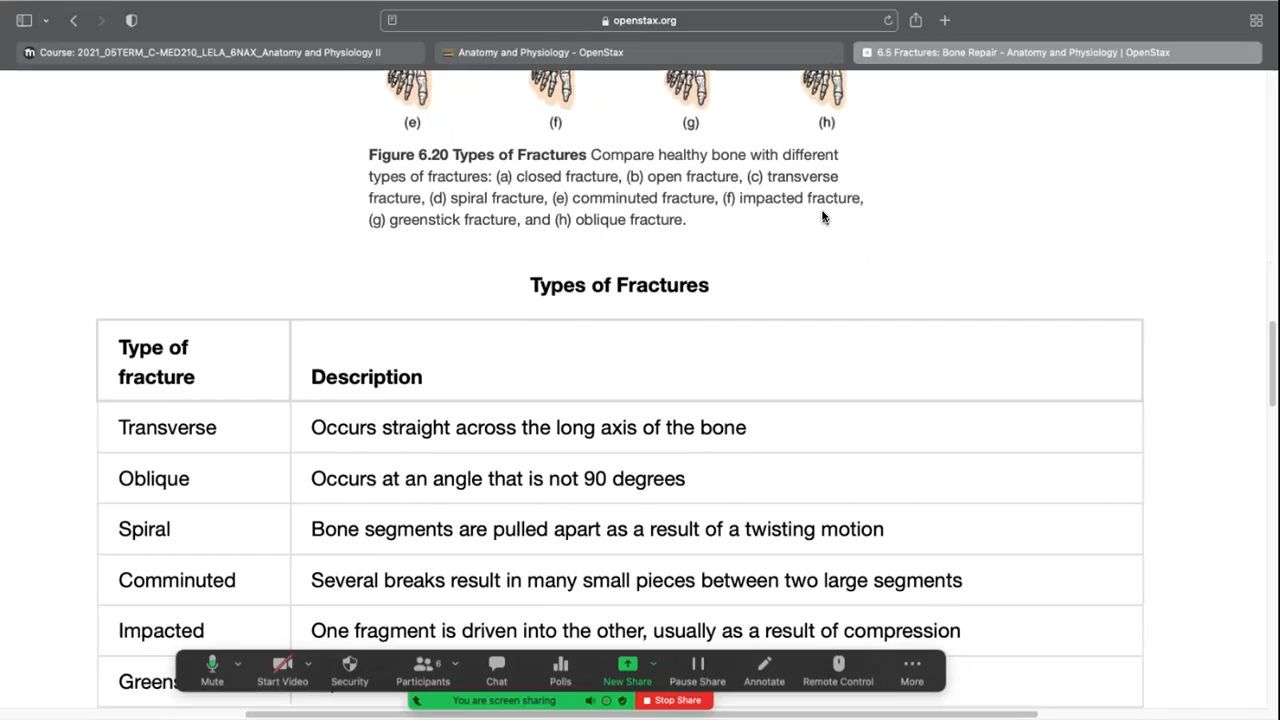 openstax.org
Course: 2021_05TERM_C-MED210_LELA_6NAX_Anatomy and Physiology II
Anatomy and Physiology - OpenStax
6.5 Fractures: Bone Repair - Anatomy and Physiology | OpenStax
(e) (f) (g) (h)
Figure 6.20 Types of Fractures Compare healthy bone with different
types of fractures: (a) closed fracture, (b) open fracture, (c) transverse
fracture, (d) spiral fracture, (e) comminuted fracture, (f) impacted fracture,
(g) greenstick fracture, and (h) oblique fracture.
Types of Fractures
Type of
fracture Description
Transverse Occurs straight across the long axis of the bone
Oblique Occurs at an angle that is not 90 degrees
Spiral Bone segments are pulled apart as a result of a twisting motion
Comminuted Several breaks result in many small pieces between two large segments
Impacted One fragment is driven into the other, usually as a result of compression
Greens
6
Mute Start Video Security Participants Chat Polls New Share Pause Share Annotate Remote Control More
You are screen sharing Stop Share